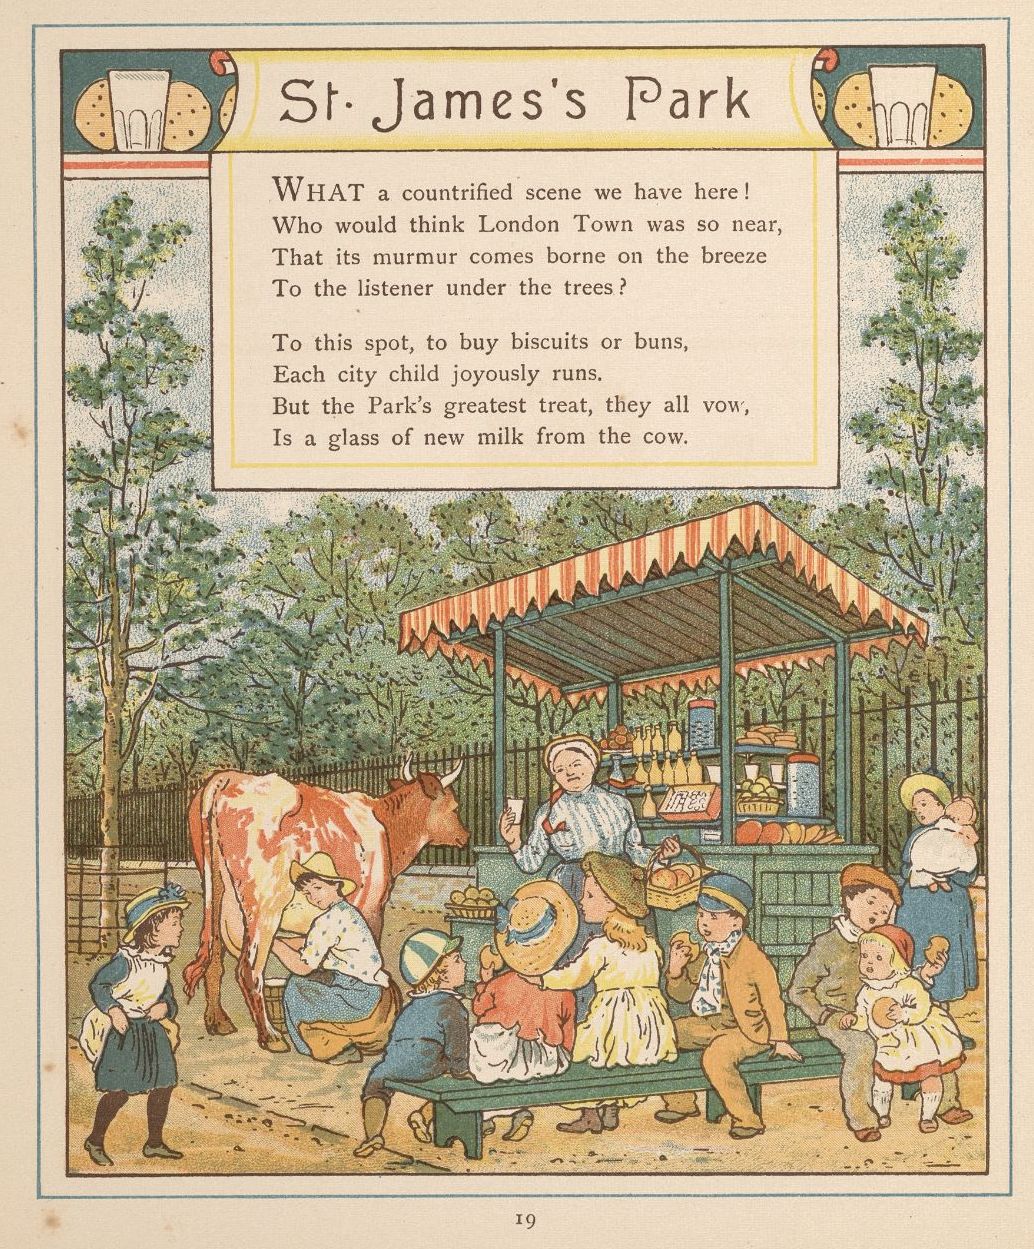 St. James's Park
WHAT a countrified scene we have here!
Who would think London Town was so near,
That its murmur comes borne on the breeze
To the listener under the trees?
To this spot, to buy biscuits or buns,
Each city child joyously runs.
But the Park's greatest treat, they all vow,
Is a glass of new milk from the cow.
19